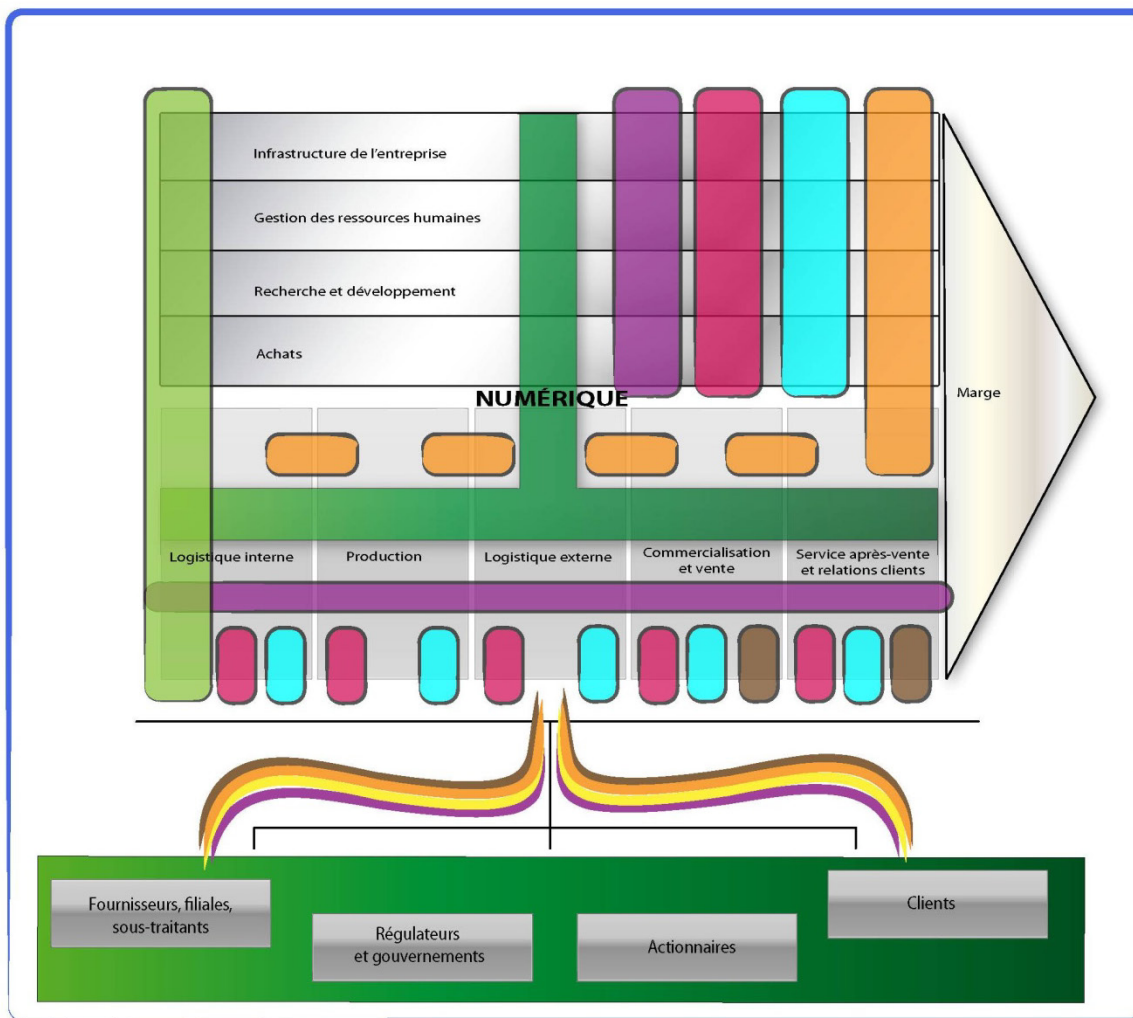 Infrastructure de l'entreprise
Gestion des ressources humaines
Recherche et développement
Achats
NUMÉRIQUE
Marge
Logistique interne
Production
Logistique externe
Commercialisation
et vente
Service après-vente
et relations clients
Fournisseurs, filiales,
sous-traitants
Régulateurs
et gouvernements
Actionnaires
Clients